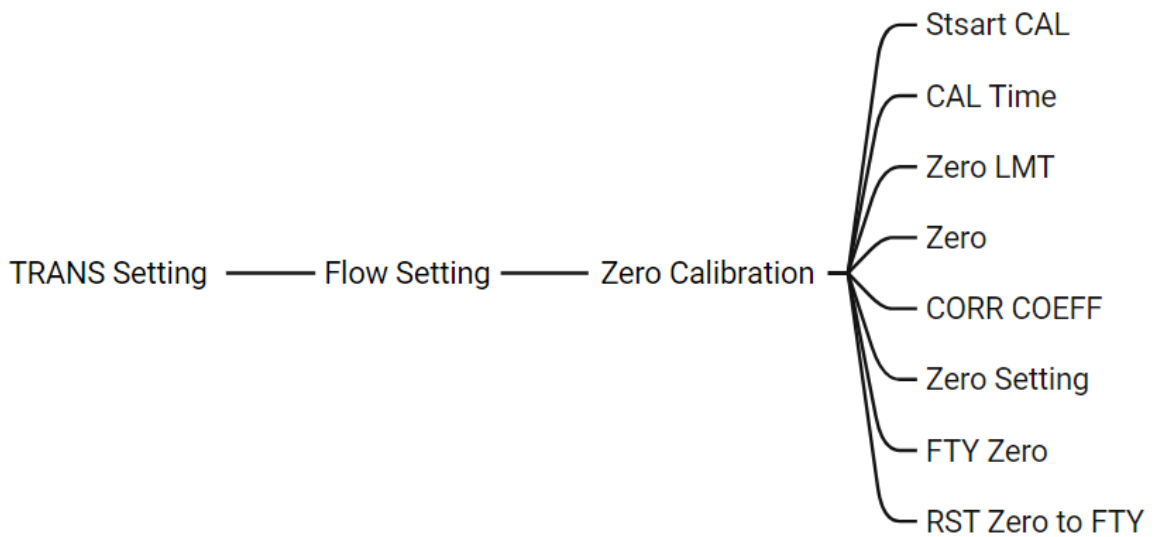 Stsart CAL
CAL Time
Zero LMT
Zero
TRANS Setting
Flow Setting
Zero Calibration
CORR COEFF
Zero Setting
FTY Zero
RST Zero to FTY